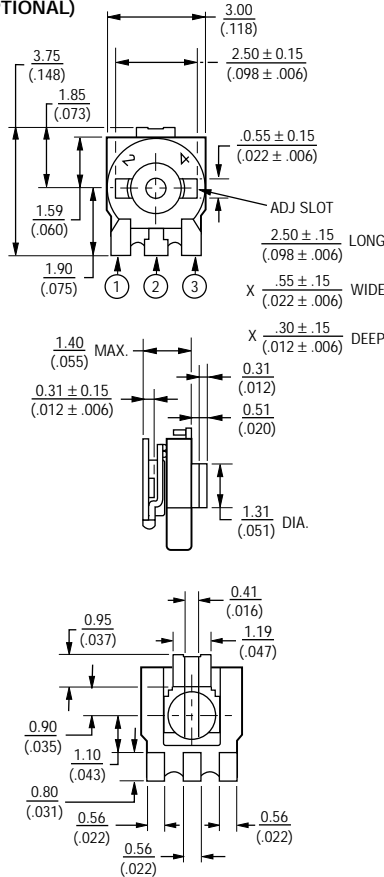 PTIONAL)
3.00
(.118)
3.75
(.148)
2.50 ± 0.15
(.098 ± .006)
1.85
(.073)
.0.55 ± 0.15
(.022 ± .006)
2 4
1.59
(.060)
ADJ SLOT
2.50 ± .15 LONG
(.098 ± .006)
1.90
(.075)
1 2 3
X .55 ± .15 WIDE
(.022 ± .006)
X .30 ± .15 DEEP
(.012 ± .006)
1.40 MAX.
(.055)
0.31
(.012)
0.31 ± 0.15
(.012 ± .006)
0.51
(.020)
1.31 DIA.
(.051)
0.41
(.016)
0.95
(.037)
1.19
(.047)
0.90
(.035)
1.10
(.043)
0.80
(.031)
0.56
(.022)
0.56
(.022)
0.56
(.022)